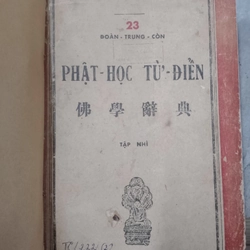 23
ĐOÀN - TRUNG - CÒN
PHẬT-HỌC TỪ-ĐIỂN
佛學辭典
TẬP NHÌ